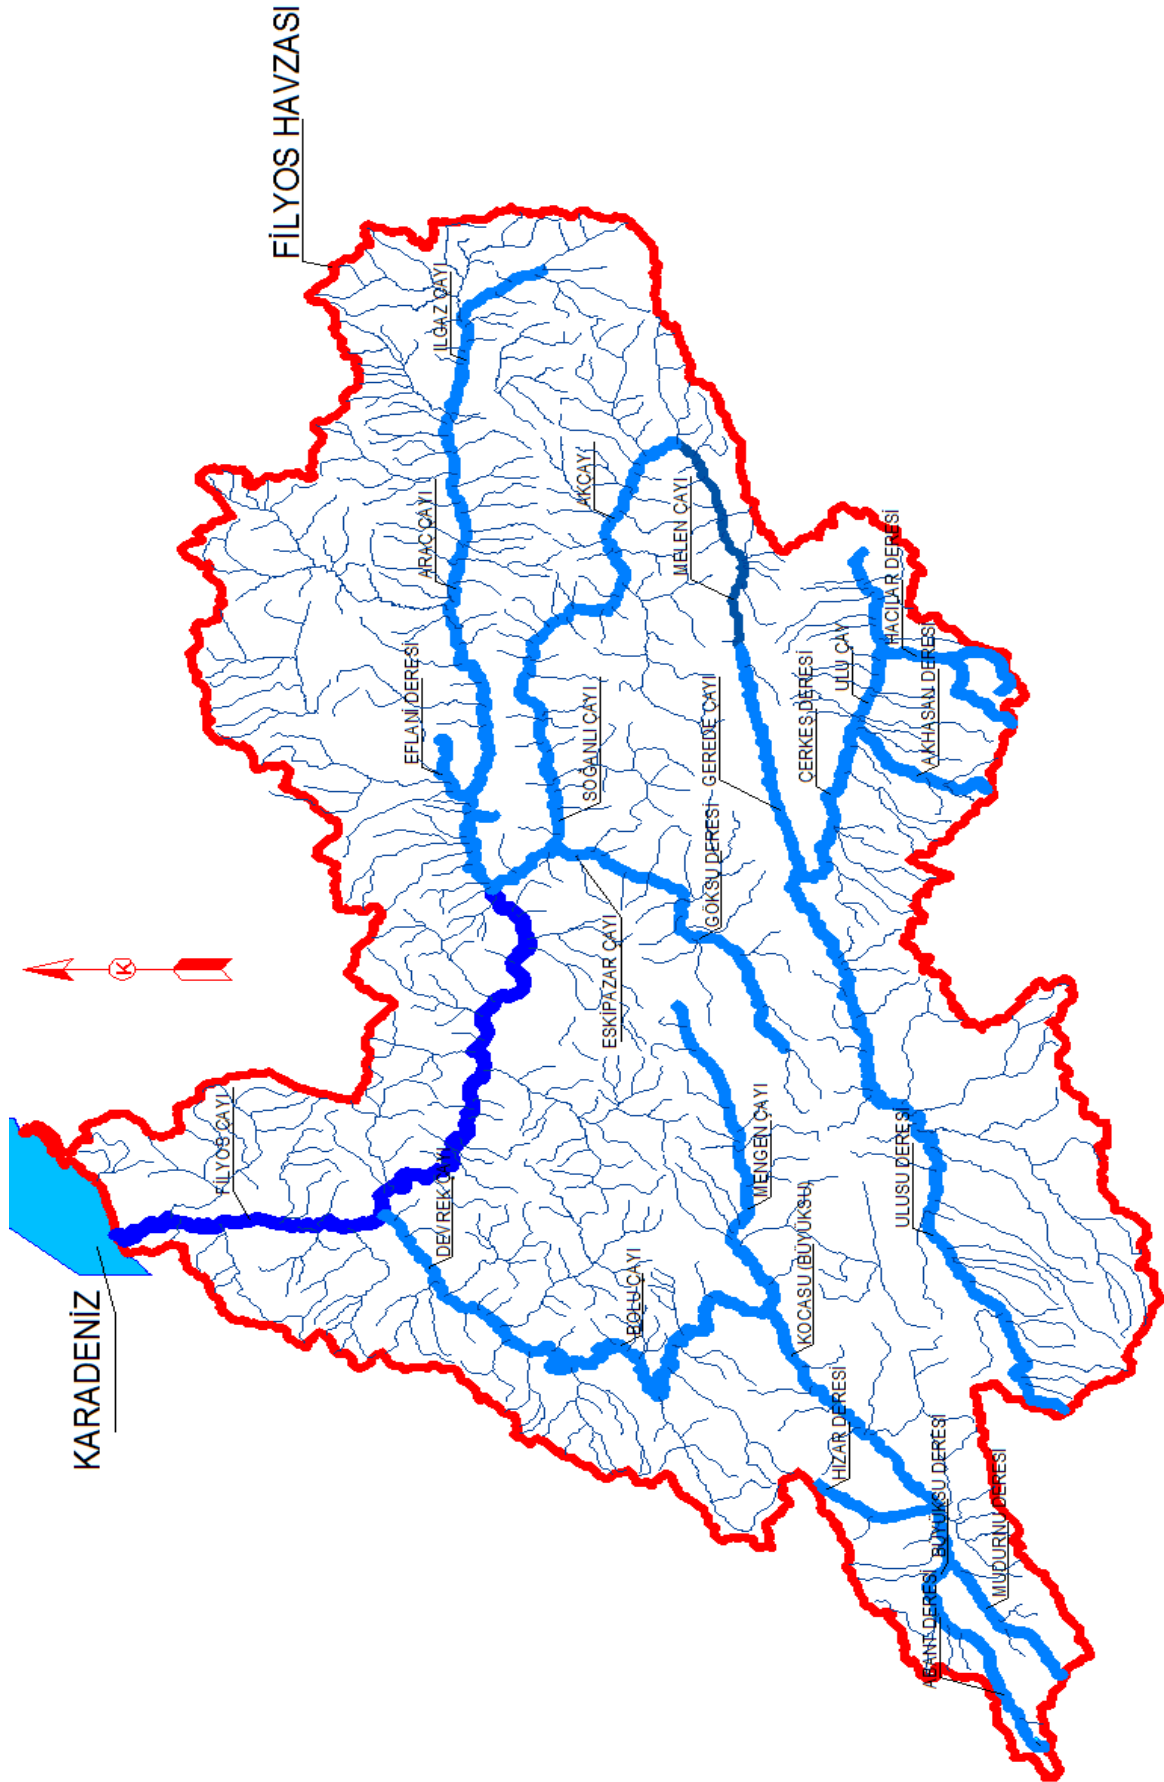 KARADENİZ
FİLYOS HAVZASI
K
FİLYOS ÇAYI
DEVREK ÇAYI
BOLU ÇAYI
MENGEN ÇAYI
KOCASU (BÜYÜKSU)
HIZAR DERESİ
ABANT DERESİ
BÜYÜKSU DERESİ
MUDURNU DERESİ
ULUSU DERESİ
ESKİPAZAR ÇAYI
GÖKSU DERESİ
GEREDE ÇAYI
SOĞANLI ÇAYI
EFLANİ DERESİ
ARAÇ ÇAYI
ILGAZ ÇAYI
AKÇAY
MELEN ÇAYI
ÇERKEŞ DERESİ
ULU ÇAY
HACILAR DERESİ
AKHASAN DERESİ